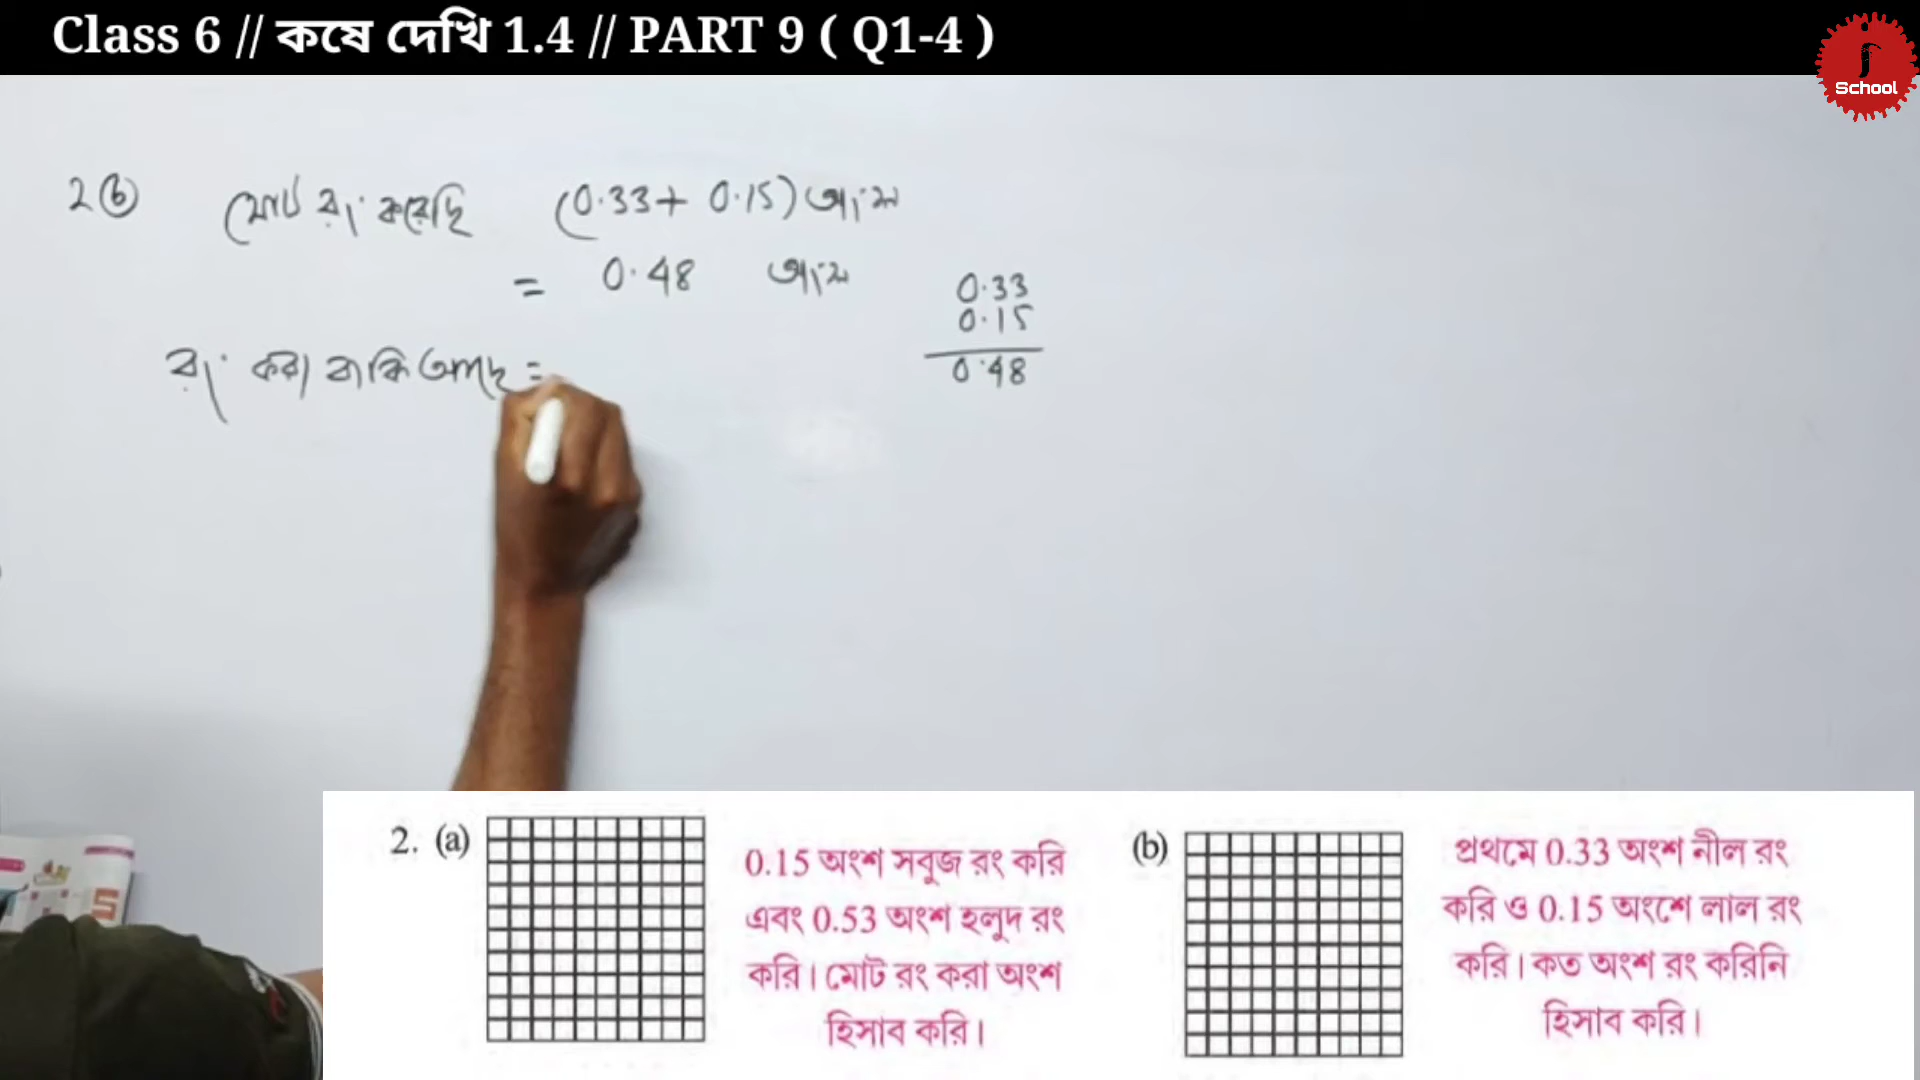 Class 6 // কষে দেখি 1.4 // PART 9 ( Q1-4 )
School
2 (b) মোট রং করেছি (0.33 + 0.15) অংশ
= 0.48 অংশ
0.33
0.15
0.48
রং করা বাকি আছে =
2. (a)
0.15 অংশ সবুজ রং করি
এবং 0.53 অংশ হলুদ রং
করি। মোট রং করা অংশ
হিসাব করি।
(b)
প্রথমে 0.33 অংশ নীল রং
করি ও 0.15 অংশে লাল রং
করি। কত অংশ রং করিনি
হিসাব করি।